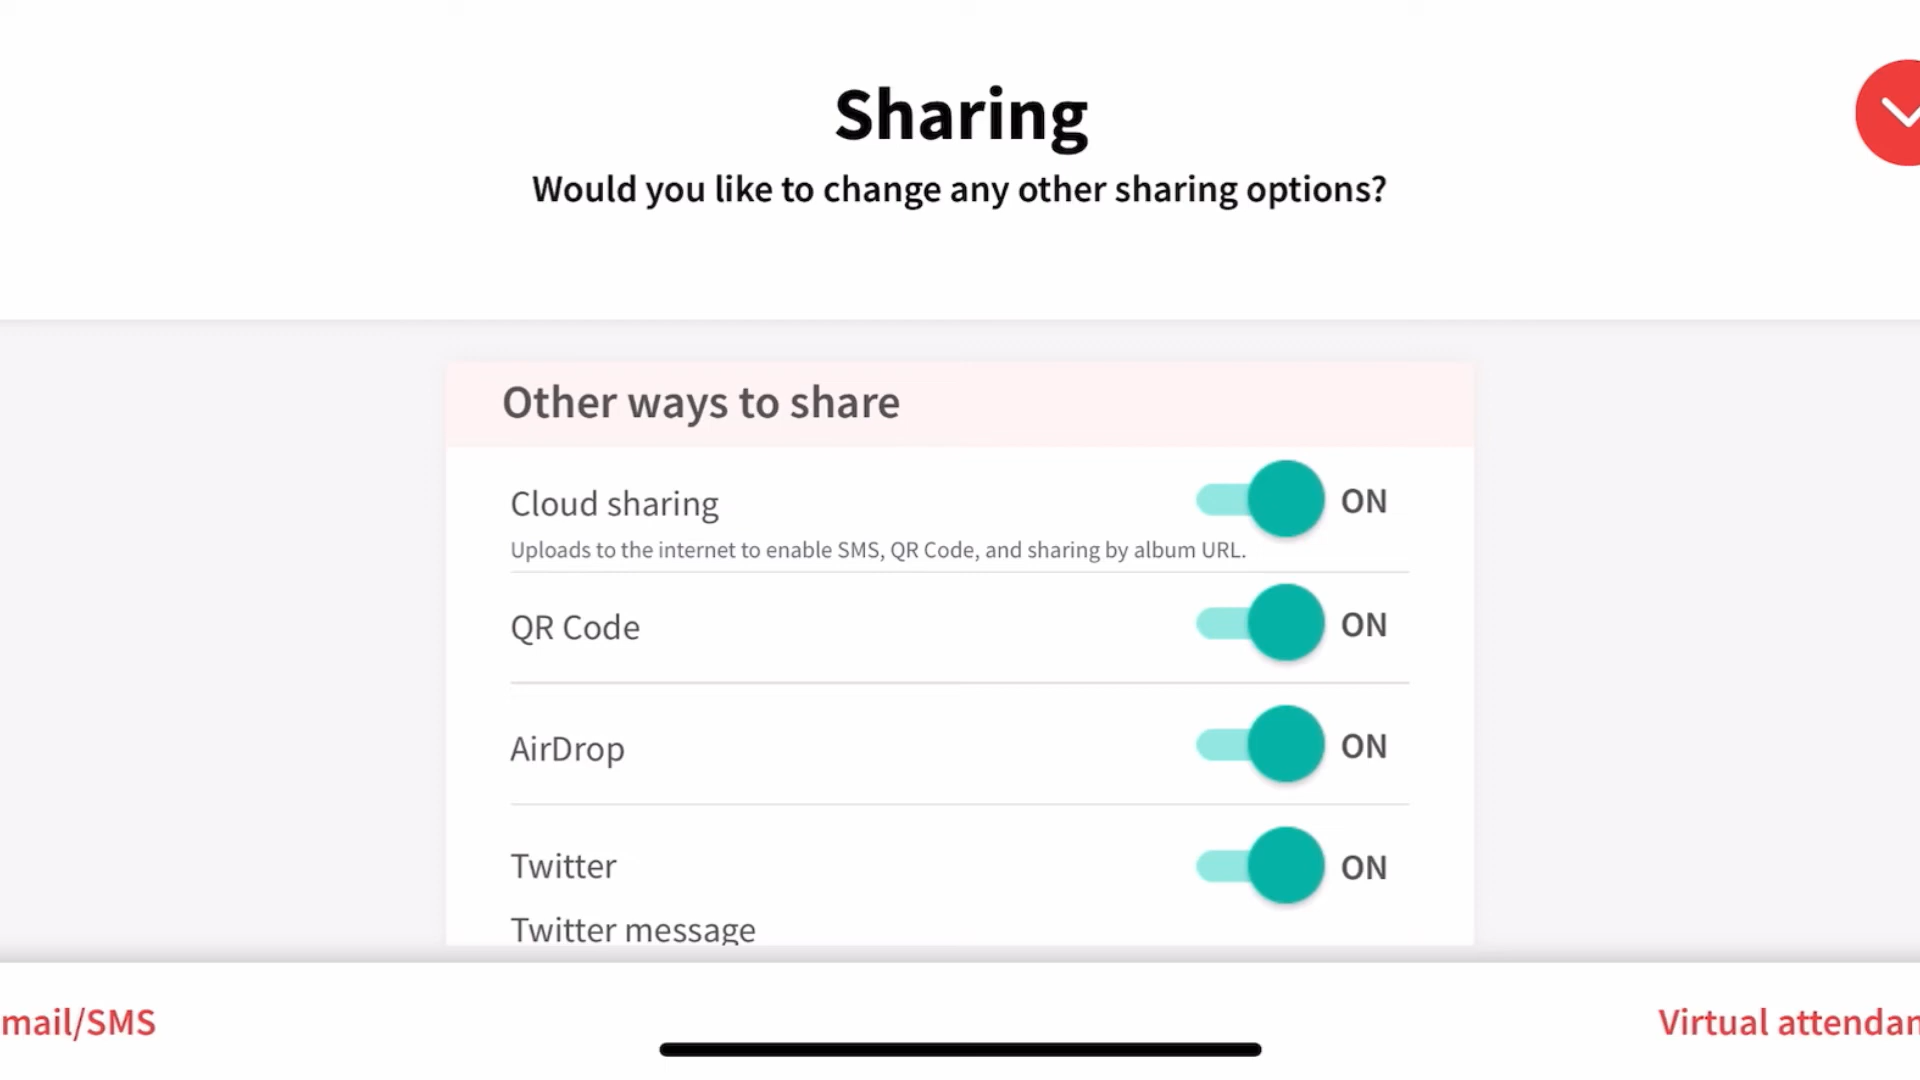 Sharing
Would you like to change any other sharing options?
Other ways to share
Cloud sharing
ON
Uploads to the internet to enable SMS, QR Code, and sharing by album URL.
QR Code
ON
AirDrop
ON
Twitter
ON
Twitter message
mail/SMS
Virtual attendan